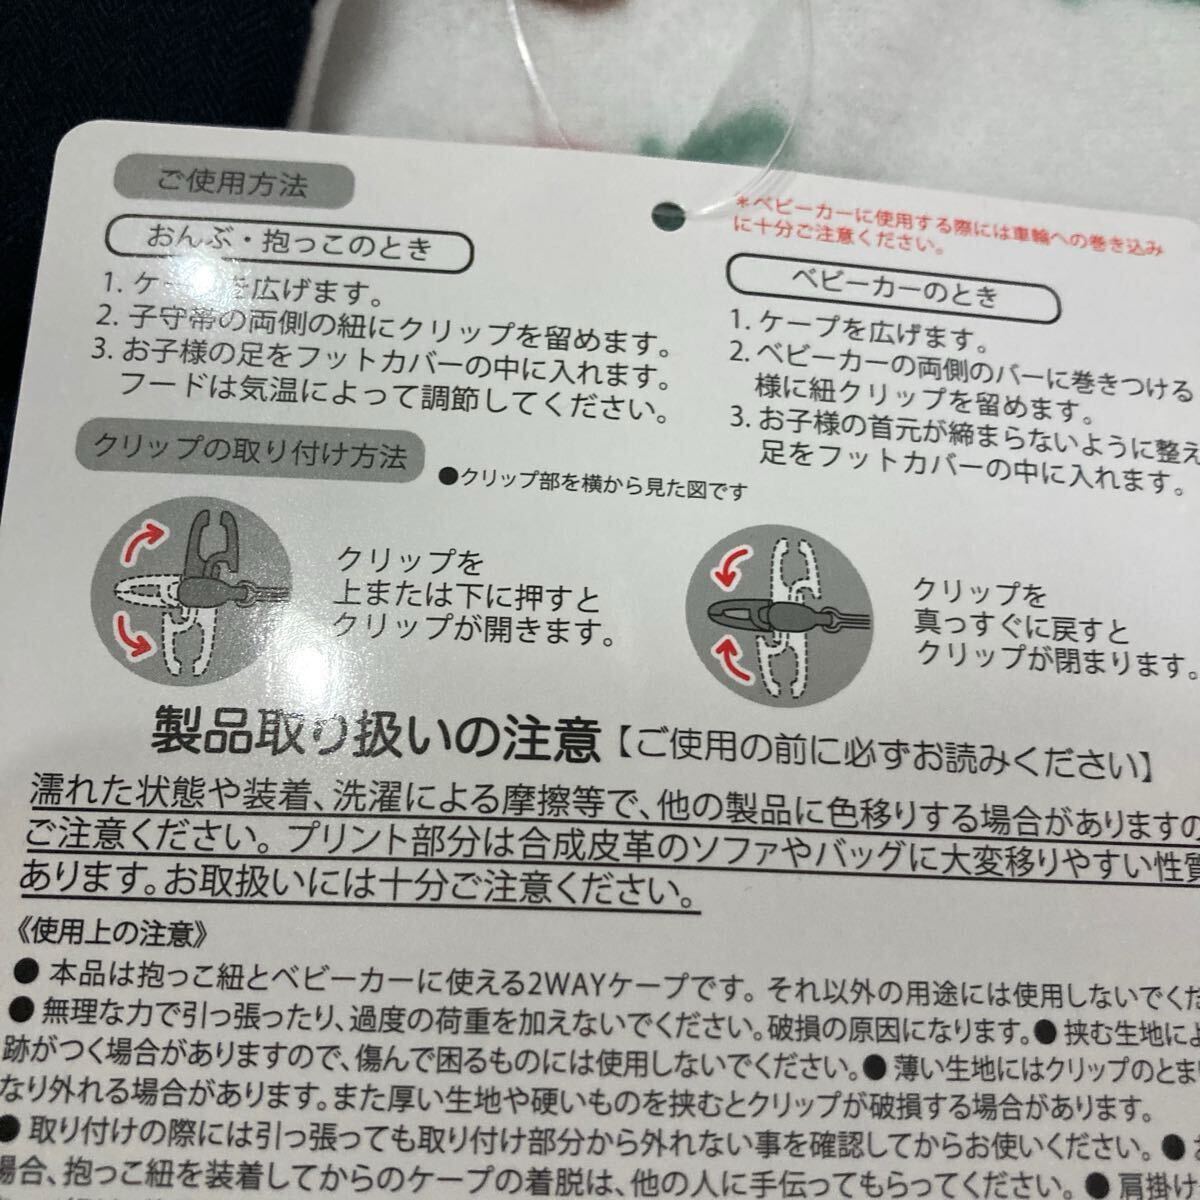 ご使用方法
おんぶ・抱っこのとき
1. ケープを広げます。
2. 子守帯の両側の紐にクリップを留めます。
3. お子様の足をフットカバーの中に入れます。
フードは気温によって調節してください。
*ベビーカーに使用する際には車輪への巻き込み
に十分ご注意ください。
ベビーカーのとき
1. ケープを広げます。
2. ベビーカーの両側のバーに巻きつける
様に紐クリップを留めます。
3. お子様の首元が締まらないように整え
足をフットカバーの中に入れます。
クリップの取り付け方法
●クリップ部を横から見た図です
クリップを
上または下に押すと
クリップが開きます。
クリップを
真っすぐに戻すと
クリップが閉まります。
製品取り扱いの注意【ご使用の前に必ずお読みください】
濡れた状態や装着、洗濯による摩擦等で、他の製品に色移りする場合がありますの
ご注意ください。プリント部分は合成皮革のソファやバッグに大変移りやすい性質
あります。お取扱いには十分ご注意ください。
《使用上の注意》
● 本品は抱っこ紐とベビーカーに使える2WAYケープです。それ以外の用途には使用しないでくだ
● 無理な力で引っ張ったり、過度の荷重を加えないでください。破損の原因になります。● 挟む生地によ
跡がつく場合がありますので、傷んで困るものには使用しないでください。● 薄い生地にはクリップのとま
なり外れる場合があります。また厚い生地や硬いものを挟むとクリップが破損する場合があります。
● 取り付けの際には引っ張っても取り付け部分から外れない事を確認してからお使いください。●
場合、抱っこ紐を装着してからのケープの着脱は、他の人に手伝ってもらってください。● 肩掛け